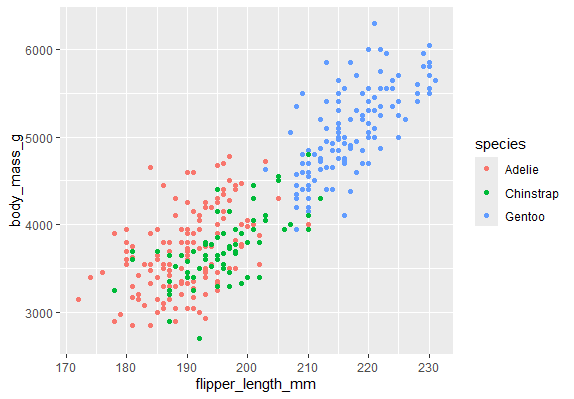 6000
5000
4000
3000
body_mass_g
170 180 190 200 210 220 230
flipper_length_mm
species
Adelie
Chinstrap
Gentoo